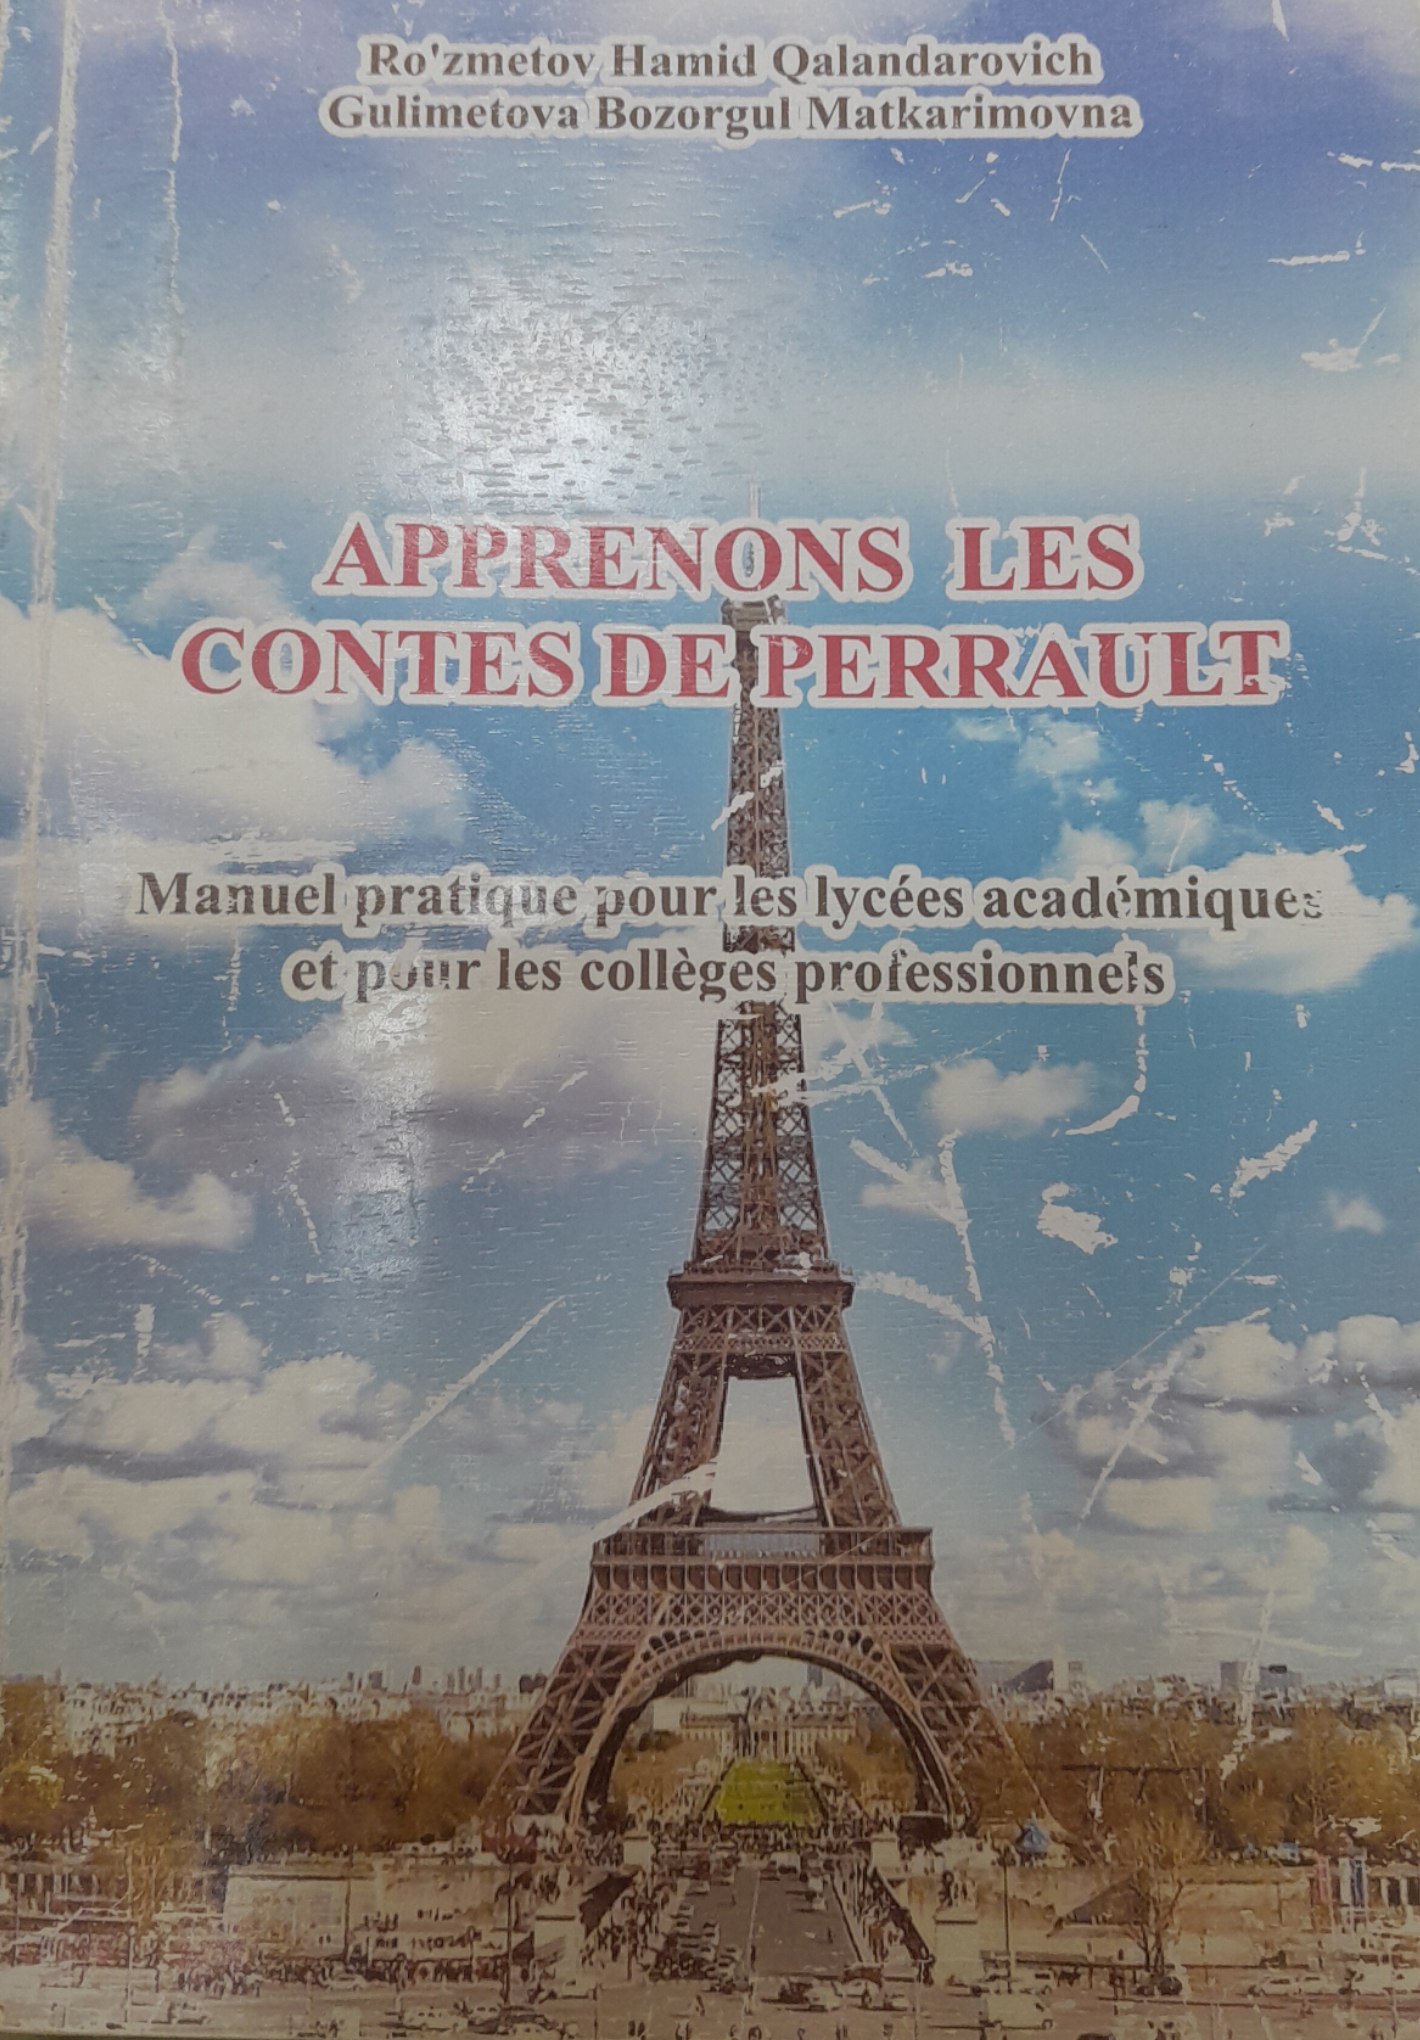 Ro'zmetov Hamid Qalandarovich
Gulimetova Bozorgul Matkarimovna
APPRENONS LES
CONTES DE PERRAULT
Manuel pratique pour les lycées académiques
et pour les collèges professionnels